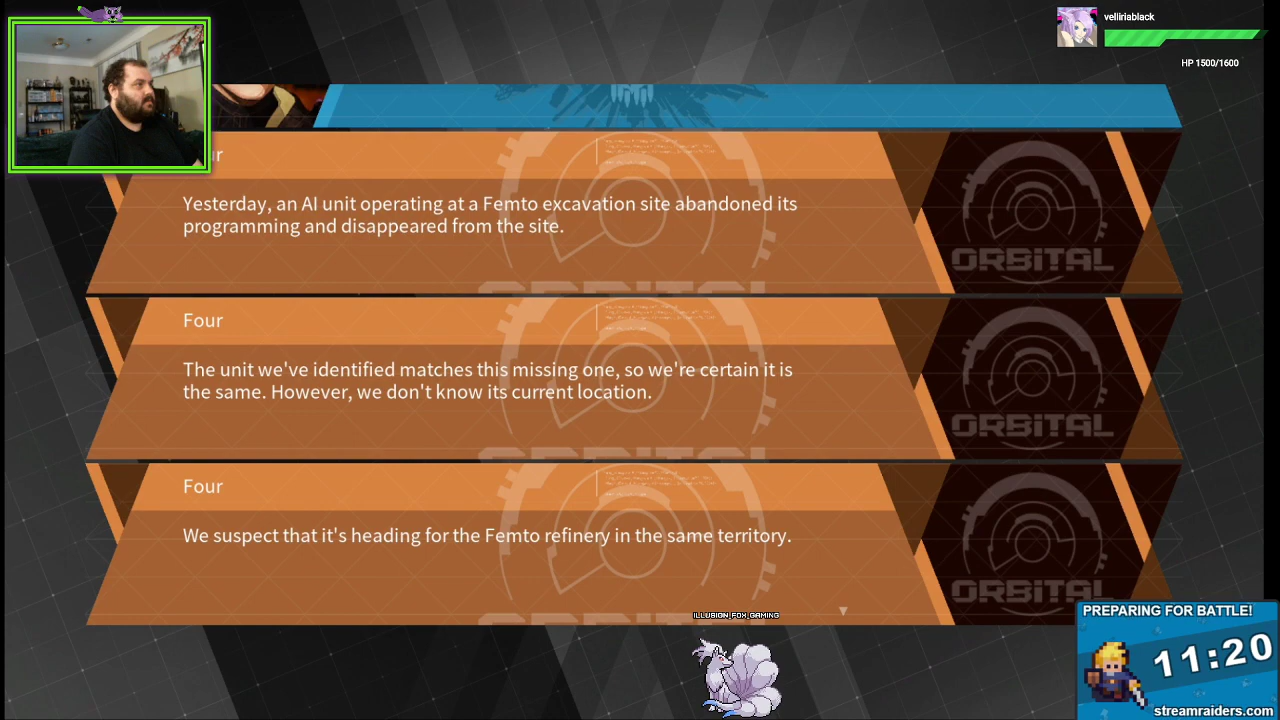 velliriablack
HP 1500/1600
Yesterday, an AI unit operating at a Femto excavation site abandoned its
programming and disappeared from the site.
ORBITAL
Four
The unit we've identified matches this missing one, so we're certain it is
the same. However, we don't know its current location.
ORBITAL
Four
We suspect that it's heading for the Femto refinery in the same territory.
ORBITAL
ILLUSION_FOX_GAMING
PREPARING FOR BATTLE!
11:20
streamraiders.com